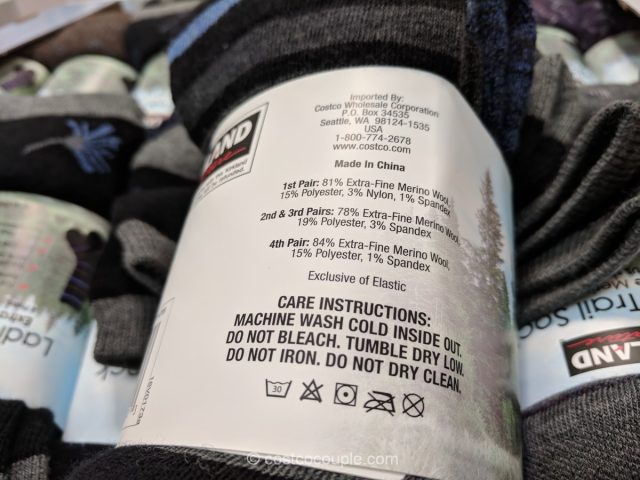 Imported By:
Costco Wholesale Corporation
P.O. Box 34535
Seattle, WA 98124-1535
USA
1-800-774-2678
www.costco.com
Made In China
1st Pair: 81% Extra-Fine Merino Wool,
15% Polyester, 3% Nylon, 1% Spandex
2nd & 3rd Pairs: 78% Extra-Fine Merino Wool,
19% Polyester, 3% Spandex
4th Pair: 84% Extra-Fine Merino Wool,
15% Polyester, 1% Spandex
Exclusive of Elastic
CARE INSTRUCTIONS:
MACHINE WASH COLD INSIDE OUT.
DO NOT BLEACH. TUMBLE DRY LOW.
DO NOT IRON. DO NOT DRY CLEAN.
30
LAND
Trail Soc
LAND
Ladi
Extra
© costcocouple.com